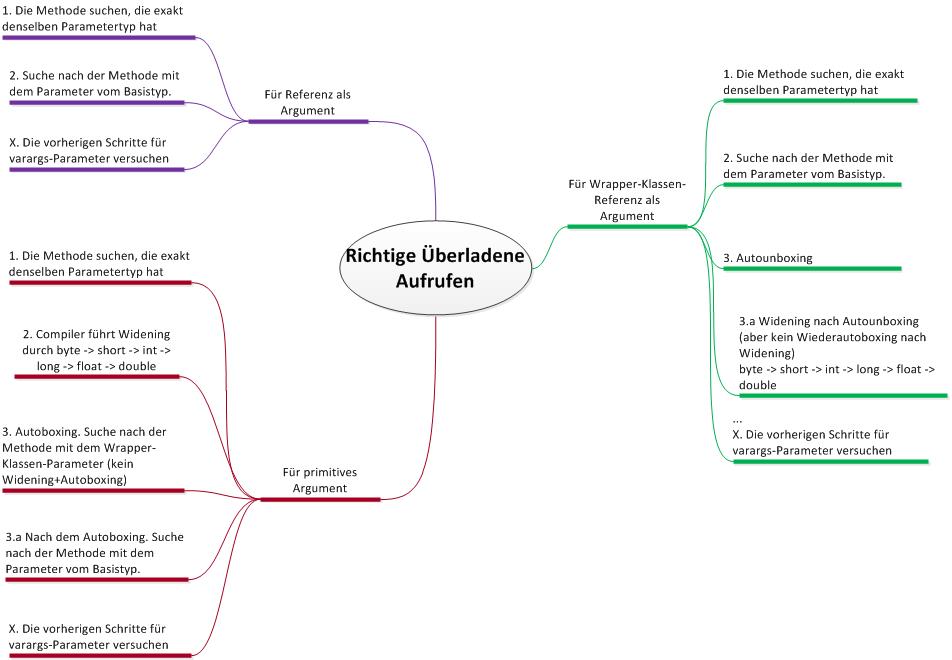 Richtige Überladene
Aufrufen
Für Referenz als
Argument
1. Die Methode suchen, die exakt
denselben Parametertyp hat
2. Suche nach der Methode mit
dem Parameter vom Basistyp.
X. Die vorherigen Schritte für
varargs-Parameter versuchen
Für primitives
Argument
1. Die Methode suchen, die exakt
denselben Parametertyp hat
2. Compiler führt Widening
durch byte -> short -> int ->
long -> float -> double
3. Autoboxing. Suche nach der
Methode mit dem Wrapper-
Klassen-Parameter (kein
Widening+Autoboxing)
3.a Nach dem Autoboxing. Suche
nach der Methode mit dem
Parameter vom Basistyp.
X. Die vorherigen Schritte für
varargs-Parameter versuchen
Für Wrapper-Klassen-
Referenz als
Argument
1. Die Methode suchen, die exakt
denselben Parametertyp hat
2. Suche nach der Methode mit
dem Parameter vom Basistyp.
3. Autounboxing
3.a Widening nach Autounboxing
(aber kein Wiederautoboxing nach
Widening)
byte -> short -> int -> long -> float ->
double
...
X. Die vorherigen Schritte für
varargs-Parameter versuchen